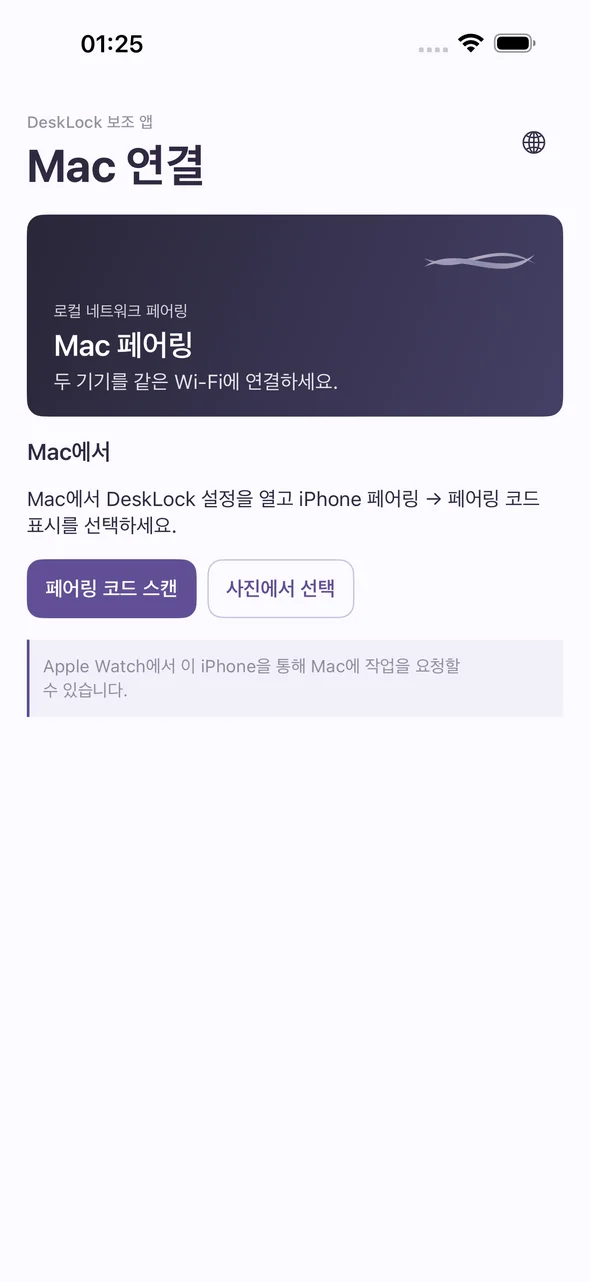 01:25
DeskLock 보조 앱
Mac 연결
로컬 네트워크 페어링
Mac 페어링
두 기기를 같은 Wi-Fi에 연결하세요.
Mac에서
Mac에서 DeskLock 설정을 열고 iPhone 페어링 → 페어링 코드
표시를 선택하세요.
페어링 코드 스캔
사진에서 선택
Apple Watch에서 이 iPhone을 통해 Mac에 작업을 요청할
수 있습니다.